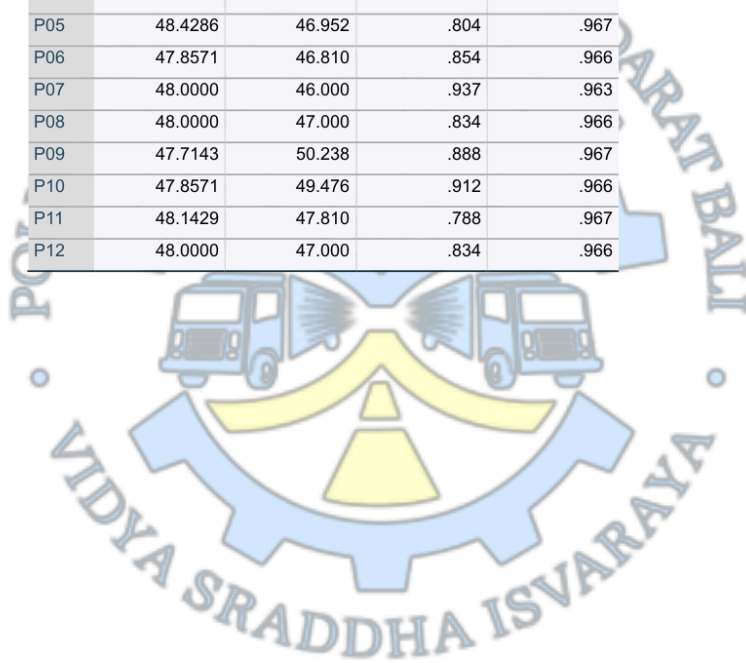 P05 48.4286 46.952 .804 .967
P06 47.8571 46.810 .854 .966
P07 48.0000 46.000 .937 .963
P08 48.0000 47.000 .834 .966
P09 47.7143 50.238 .888 .967
P10 47.8571 49.476 .912 .966
P11 48.1429 47.810 .788 .967
P12 48.0000 47.000 .834 .966
DARAT BALI
VIDYA SRADDHA ISVARAYA